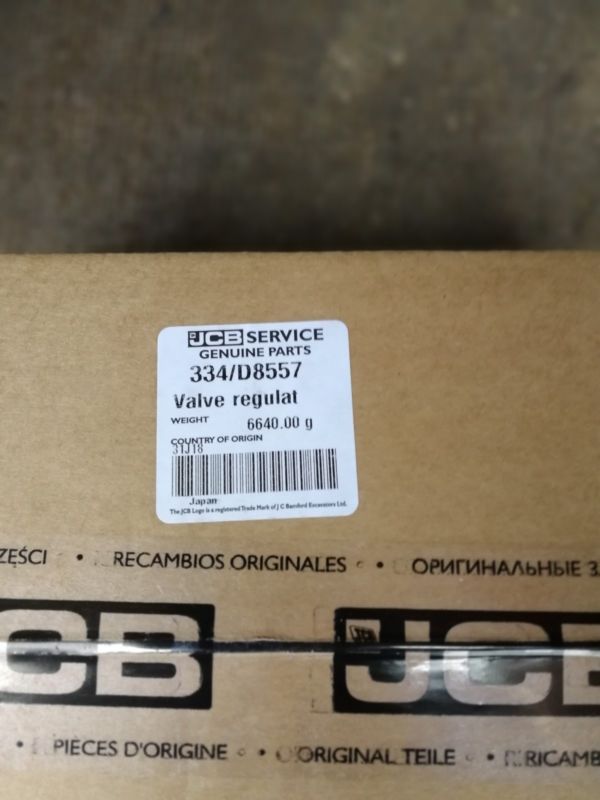 JCB SERVICE
GENUINE PARTS
334/D8557
Valve regulat
WEIGHT 6640.00 g
COUNTRY OF ORIGIN
31J18
Japan
The JCB Logo is a registered Trade Mark of J C Bamford Excavators Ltd.
ZĘŚCI • RECAMBIOS ORIGINALES • ОРИГИНАЛЬНЫЕ З
JCB JCB
• PIECES D'ORIGINE • ORIGINAL TEILE • RICAMB